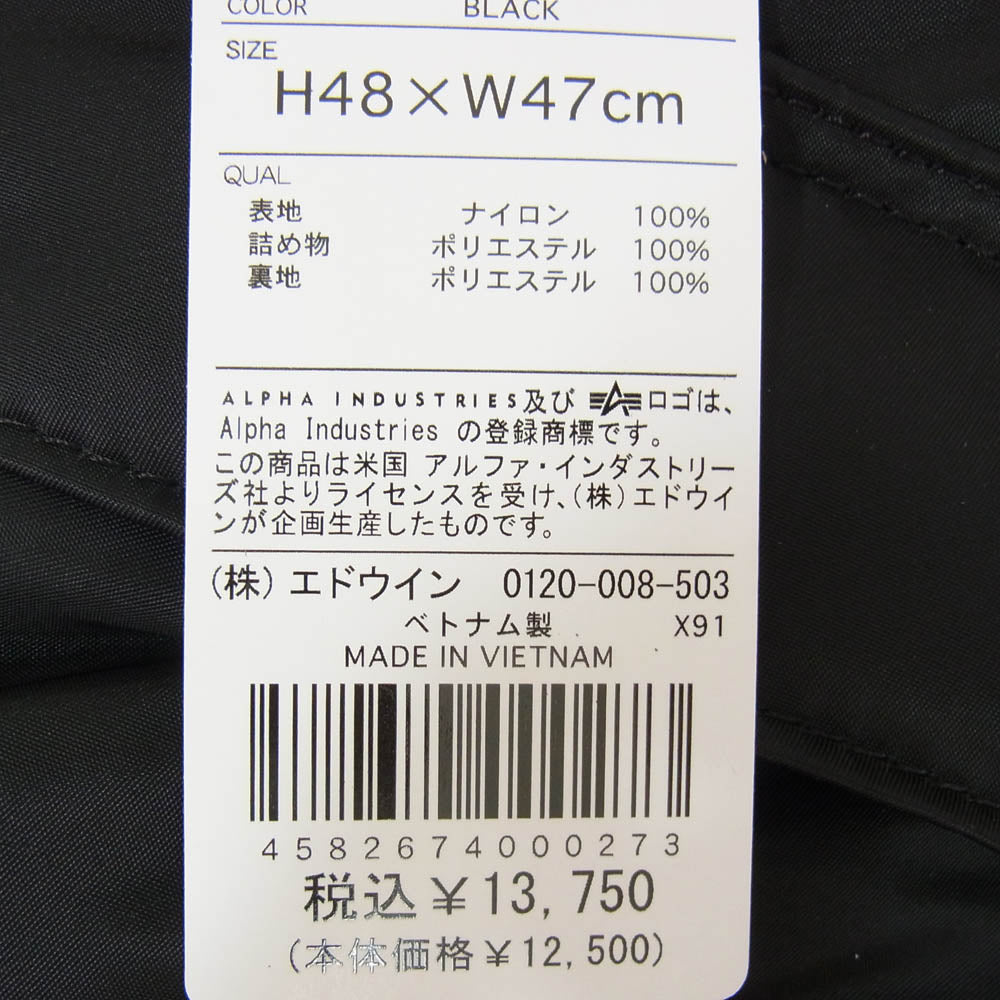 COLOR BLACK
SIZE
H48×W47cm
QUAL
表地 ナイロン 100%
詰め物 ポリエステル 100%
裏地 ポリエステル 100%
ALPHA INDUSTRIES及び ロゴは、
Alpha Industries の登録商標です。
この商品は米国 アルファ・インダストリー
ズ社よりライセンスを受け、(株)エドウイ
ンが企画生産したものです。
(株)エドウイン 0120-008-503
ベトナム製 X91
MADE IN VIETNAM
4582674000273
税込¥13,750
(本体価格¥12,500)